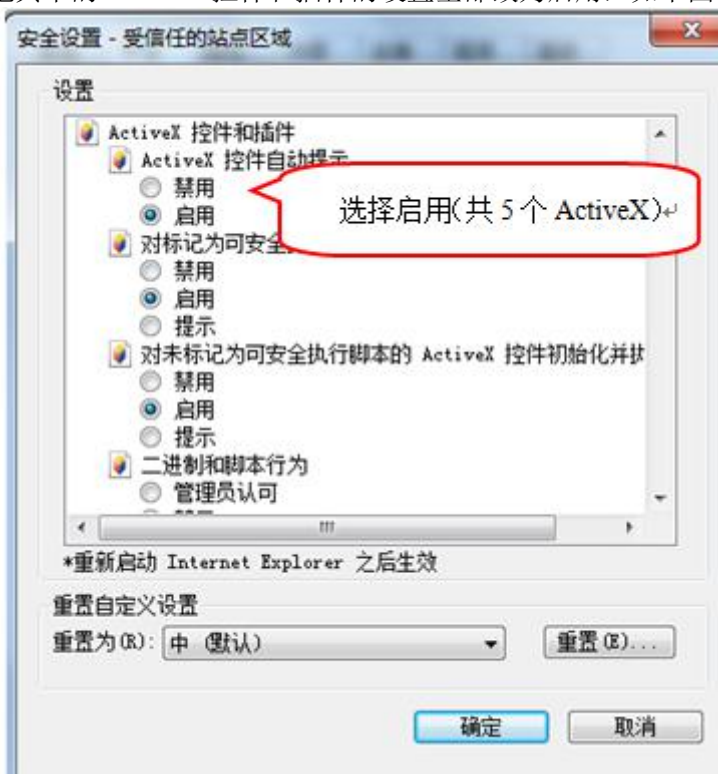 安全设置 - 受信任的站点区域
设置
ActiveX 控件和插件
ActiveX 控件自动提示
禁用
启用
选择启用(共 5 个 ActiveX)
对标记为可安全
禁用
启用
提示
对未标记为可安全执行脚本的 ActiveX 控件初始化并执
禁用
启用
提示
二进制和脚本行为
管理员认可
*重新启动 Internet Explorer 之后生效
重置自定义设置
重置为(R): 中 (默认) 重置(E)...
确定 取消